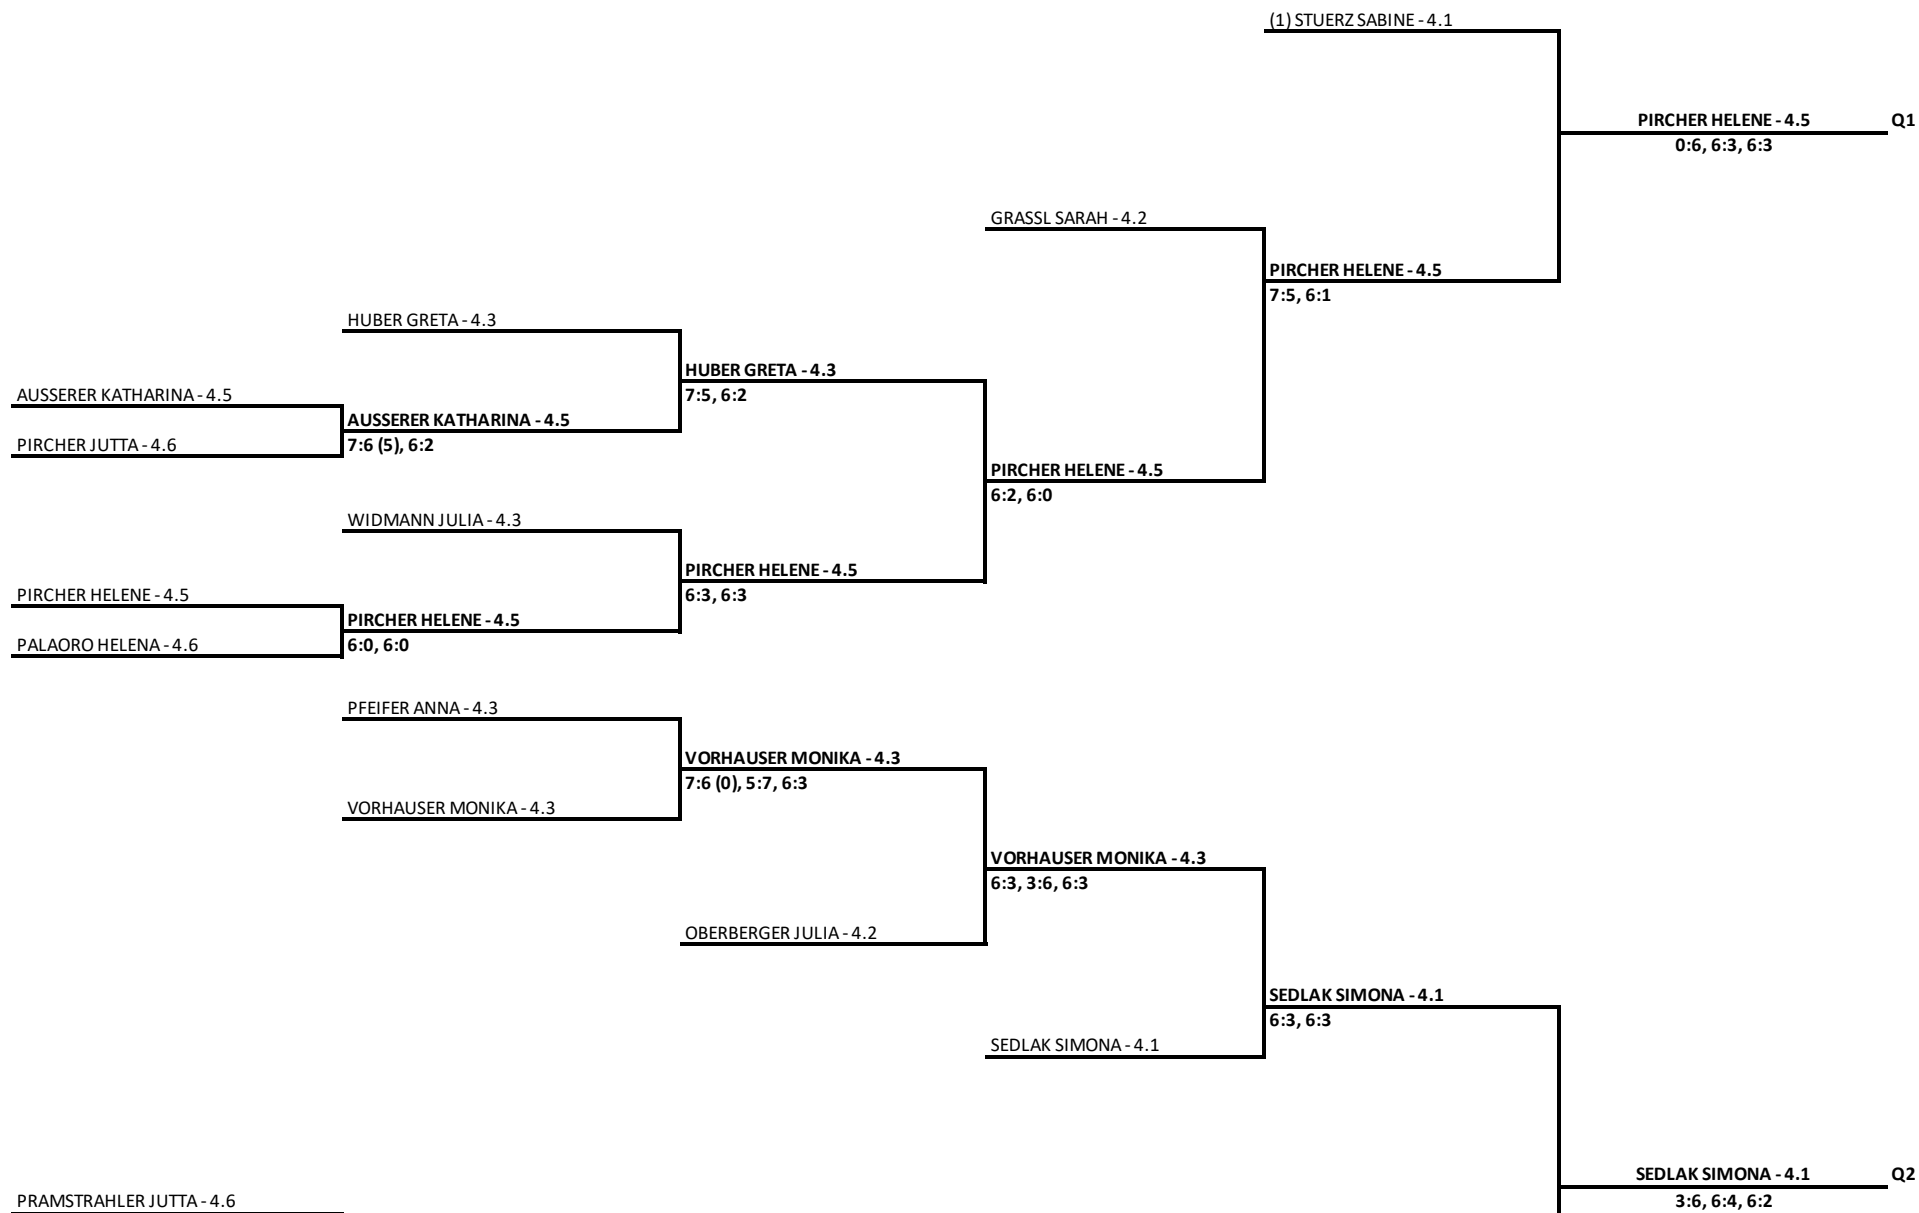 (1) STUERZ SABINE - 4.1
PIRCHER HELENE - 4.5 Q1
0:6, 6:3, 6:3
GRASSL SARAH - 4.2
PIRCHER HELENE - 4.5
7:5, 6:1
HUBER GRETA - 4.3
HUBER GRETA - 4.3
7:5, 6:2
AUSSERER KATHARINA - 4.5
AUSSERER KATHARINA - 4.5
PIRCHER JUTTA - 4.6
7:6 (5), 6:2
PIRCHER HELENE - 4.5
6:2, 6:0
WIDMANN JULIA - 4.3
PIRCHER HELENE - 4.5
6:3, 6:3
PIRCHER HELENE - 4.5
PIRCHER HELENE - 4.5
PALAORO HELENA - 4.6
6:0, 6:0
PFEIFER ANNA - 4.3
VORHAUSER MONIKA - 4.3
7:6 (0), 5:7, 6:3
VORHAUSER MONIKA - 4.3
VORHAUSER MONIKA - 4.3
6:3, 3:6, 6:3
OBERBERGER JULIA - 4.2
SEDLAK SIMONA - 4.1
6:3, 6:3
SEDLAK SIMONA - 4.1
SEDLAK SIMONA - 4.1 Q2
PRAMSTRAHLER JUTTA - 4.6
3:6, 6:4, 6:2